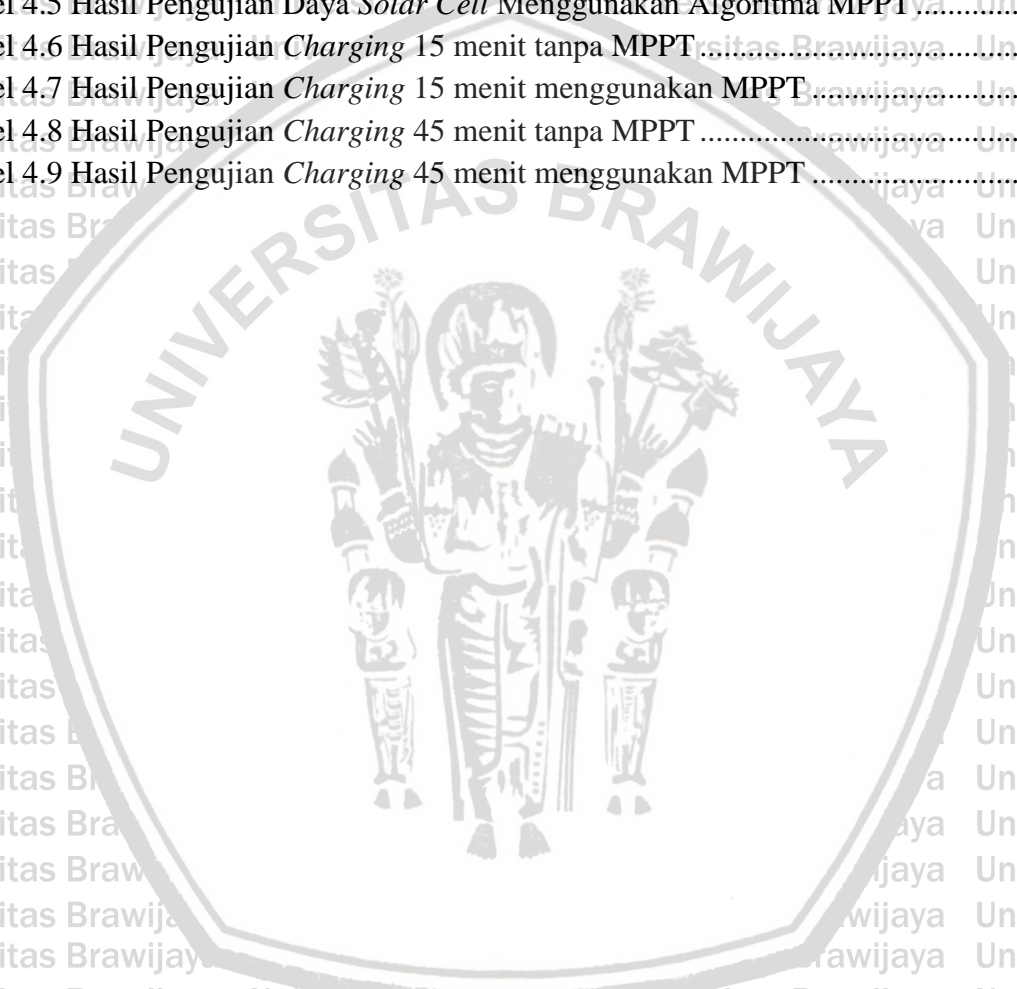 el 4.5 Hasil Pengujian Daya Solar Cell Menggunakan Algoritma MPPT.............
el 4.6 Hasil Pengujian Charging 15 menit tanpa MPPT........................................
el 4.7 Hasil Pengujian Charging 15 menit menggunakan MPPT..........................
el 4.8 Hasil Pengujian Charging 45 menit tanpa MPPT........................................
el 4.9 Hasil Pengujian Charging 45 menit menggunakan MPPT..........................
UNIVERSITAS BRAWIJAYA